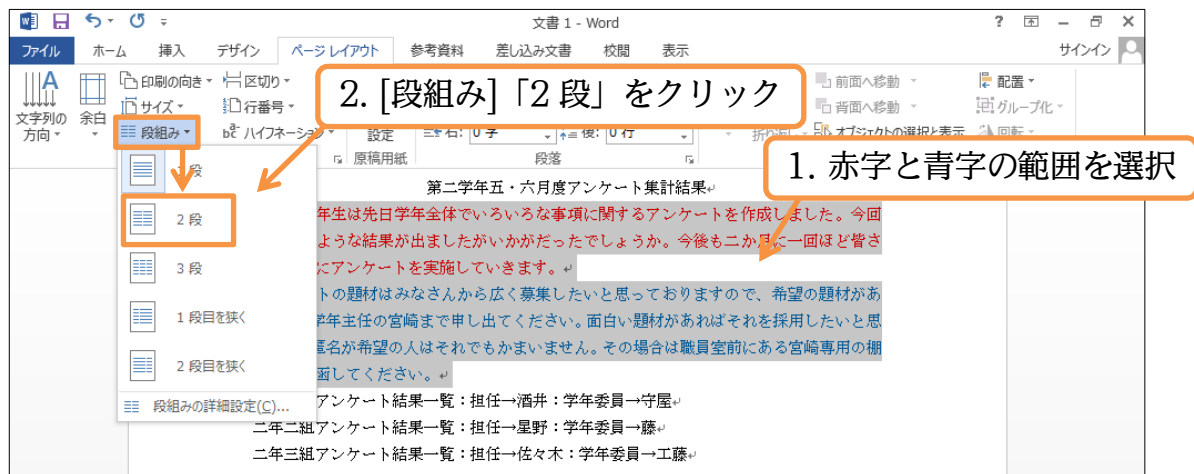 文書 1 - Word
ファイル ホーム 挿入 デザイン ページ レイアウト 参考資料 差し込み文書 校閲 表示 サインイン
文字列の方向
余白
印刷の向き
サイズ
段組み
区切り
行番号
ハイフネーション
設定
原稿用紙
右: 0 字
後: 0 行
段落
前面へ移動
背面へ移動
オブジェクトの選択と表示
配置
グループ化
回転
2. [段組み]「2 段」をクリック
1. 赤字と青字の範囲を選択
段
2 段
3 段
1 段目を狭く
2 段目を狭く
段組みの詳細設定(C)...
第二学年五・六月度アンケート集計結果
年生は先日学年全体でいろいろな事項に関するアンケートを作成しました。今回
ような結果が出ましたがいかがだったでしょうか。今後も二か月に一回ほど皆さ
にアンケートを実施していきます。
トの題材はみなさんから広く募集したいと思っておりますので、希望の題材があ
学年主任の宮崎まで申し出てください。面白い題材があればそれを採用したいと思
匿名が希望の人はそれでもかまいません。その場合は職員室前にある宮崎専用の棚
函してください。
アンケート結果一覧：担任→酒井：学年委員→守屋
二年二組アンケート結果一覧：担任→星野：学年委員→藤
二年三組アンケート結果一覧：担任→佐々木：学年委員→工藤